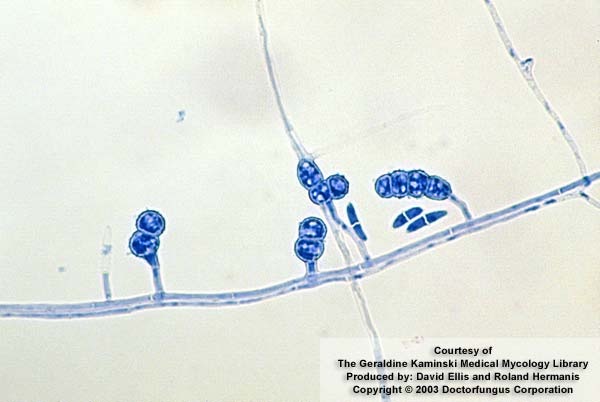 Courtesy of
The Geraldine Kaminski Medical Mycology Library
Produced by: David Ellis and Roland Hermanis
Copyright © 2003 Doctorfungus Corporation